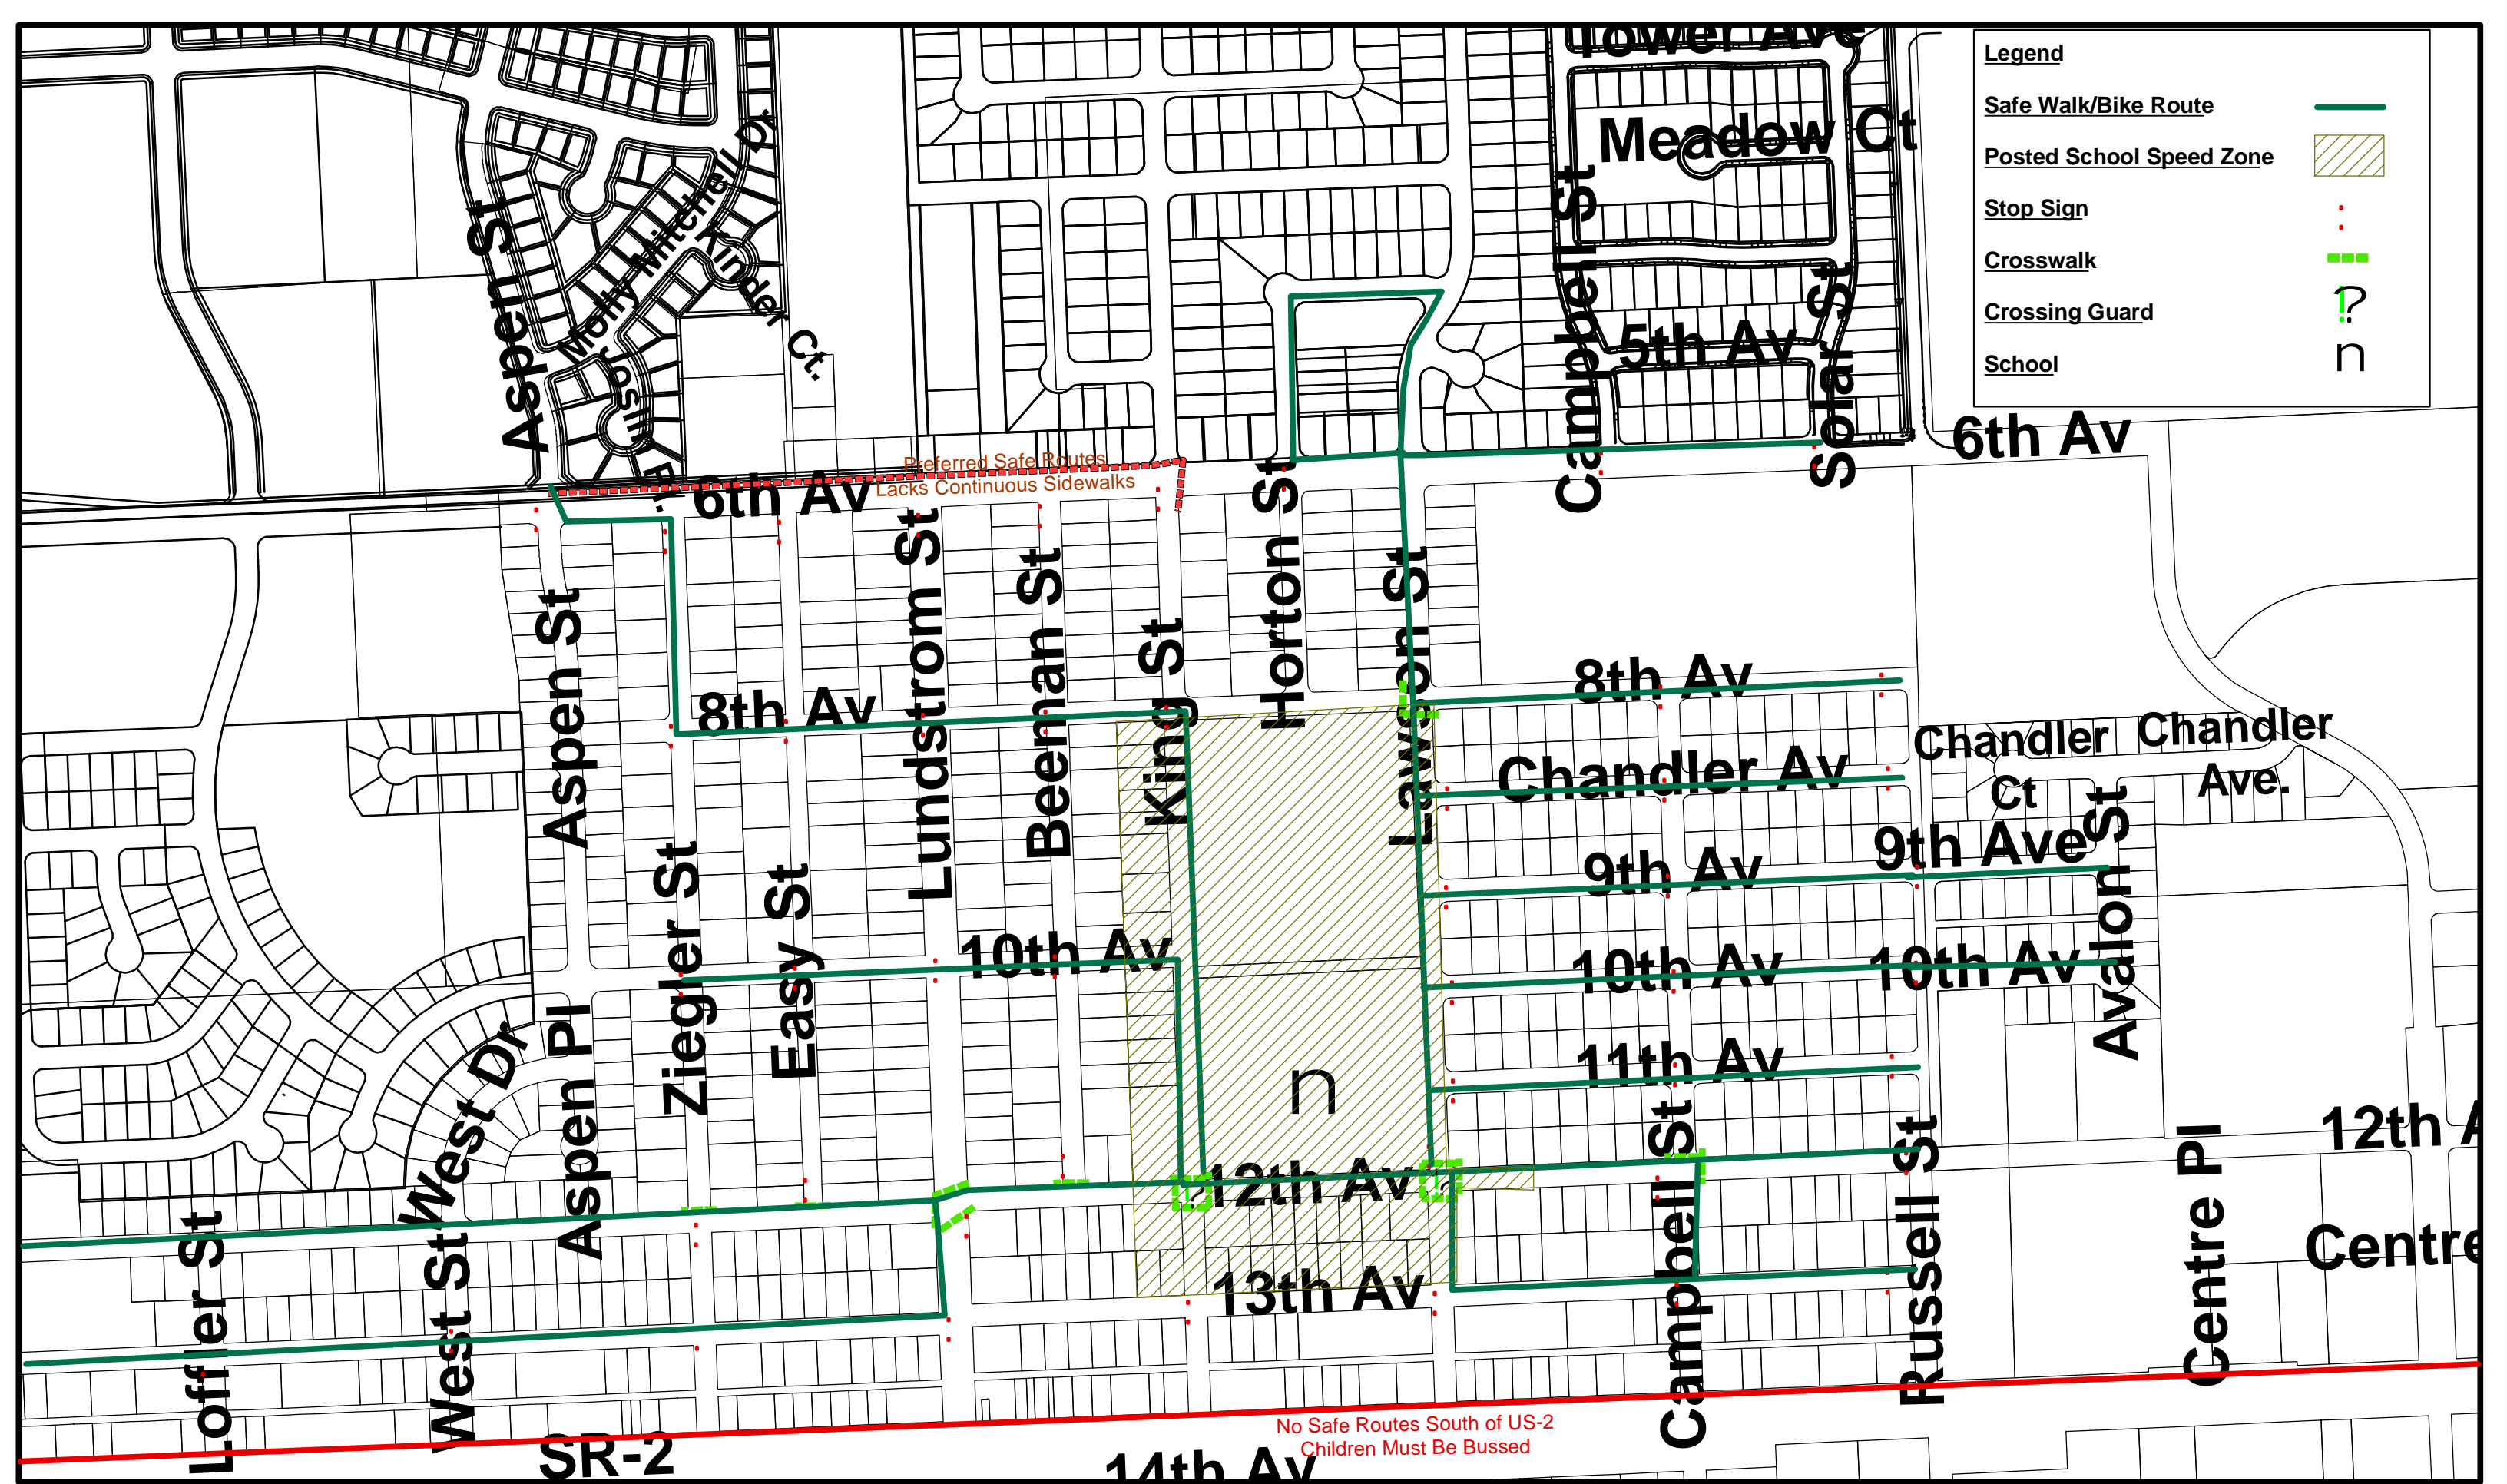 Tower Ave
Legend
Safe Walk/Bike Route
Posted School Speed Zone
Stop Sign
Crosswalk
Crossing Guard
!?
School
n
Meadow Ct
Campbell St
Solar St
5th Av
6th Av
Aspen St
Molly Mitchell Dr
Kinder Ct.
Preferred Safe Routes
Lacks Continuous Sidewalks
6th Av
Aspen St
Lundstrom St
Beeman St
King St
Horton St
Lawson St
8th Av
8th Av
Chandler Av
Chandler
Ct
Chandler
Ave.
9th Av
9th Ave
Avalon St
Ziegler St
Easy St
10th Av
10th Av
10th Av
11th Av
n
West Dr
Aspen Pl
12th Av
12th A
Campbell St
Russell St
Centre Pl
Centre
13th Av
Loffler St
West St
SR-2
No Safe Routes South of US-2
Children Must Be Bussed
14th Av